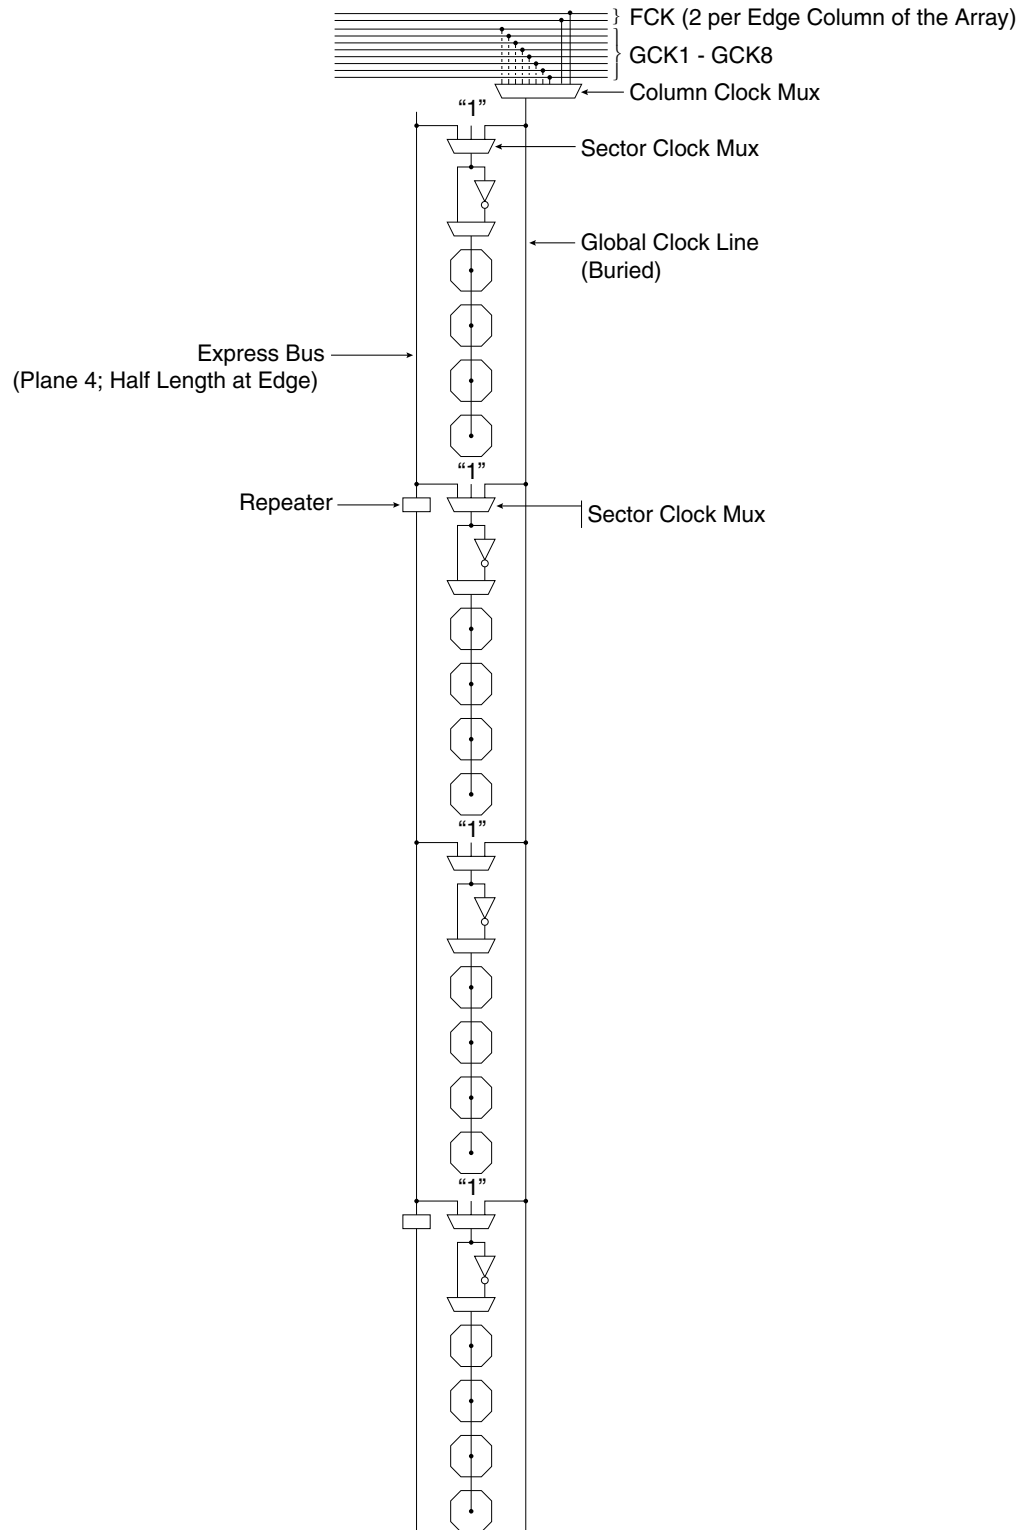 FCK (2 per Edge Column of the Array)
GCK1 - GCK8
Column Clock Mux
“1”
Sector Clock Mux
Global Clock Line
(Buried)
Express Bus
(Plane 4; Half Length at Edge)
“1”
Repeater
Sector Clock Mux
“1”
“1”